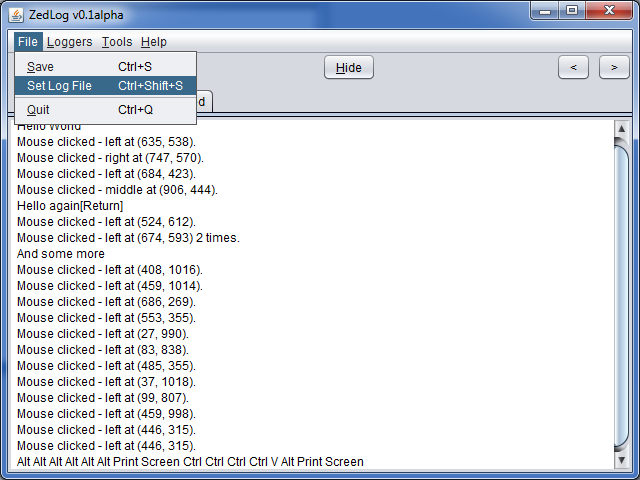 ZedLog v0.1alpha
File Loggers Tools Help
Save Ctrl+S
Set Log File Ctrl+Shift+S
Quit Ctrl+Q
Hide < >
d
Hello World
Mouse clicked - left at (635, 538).
Mouse clicked - right at (747, 570).
Mouse clicked - left at (684, 423).
Mouse clicked - middle at (906, 444).
Hello again[Return]
Mouse clicked - left at (524, 612).
Mouse clicked - left at (674, 593) 2 times.
And some more
Mouse clicked - left at (408, 1016).
Mouse clicked - left at (459, 1014).
Mouse clicked - left at (686, 269).
Mouse clicked - left at (553, 355).
Mouse clicked - left at (27, 990).
Mouse clicked - left at (83, 838).
Mouse clicked - left at (485, 355).
Mouse clicked - left at (37, 1018).
Mouse clicked - left at (99, 807).
Mouse clicked - left at (459, 998).
Mouse clicked - left at (446, 315).
Mouse clicked - left at (446, 315).
Alt Alt Alt Alt Alt Alt Print Screen Ctrl Ctrl Ctrl Ctrl V Alt Print Screen